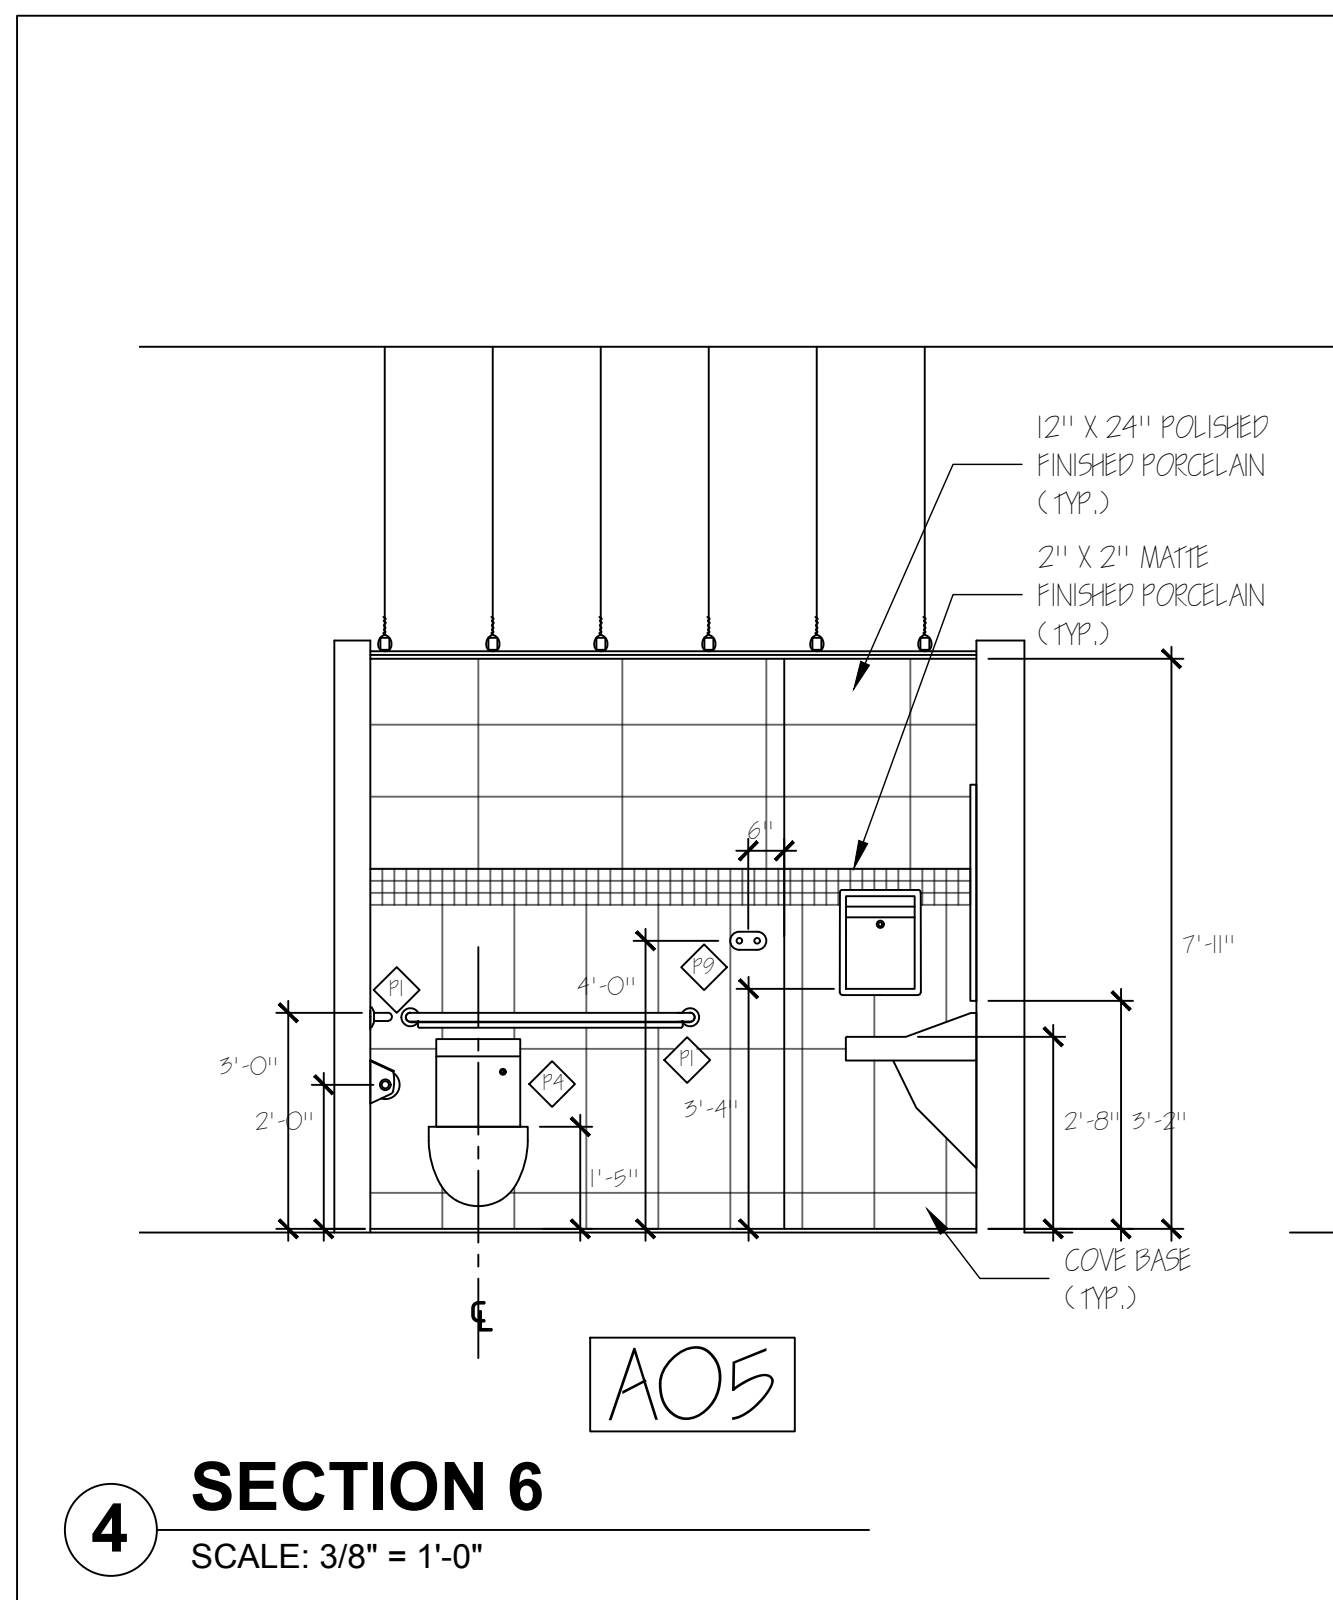 12" X 24" POLISHED
FINISHED PORCELAIN
(TYP.)
2" X 2" MATTE
FINISHED PORCELAIN
(TYP.)
6"
7'-11"
P9
4'-0"
P1
3'-0"
P1
P4
3'-4"
2'-0"
2'-8"
3'-2"
1'-5"
COVE BASE
(TYP.)
CL
A05
4
SECTION 6
SCALE: 3/8" = 1'-0"